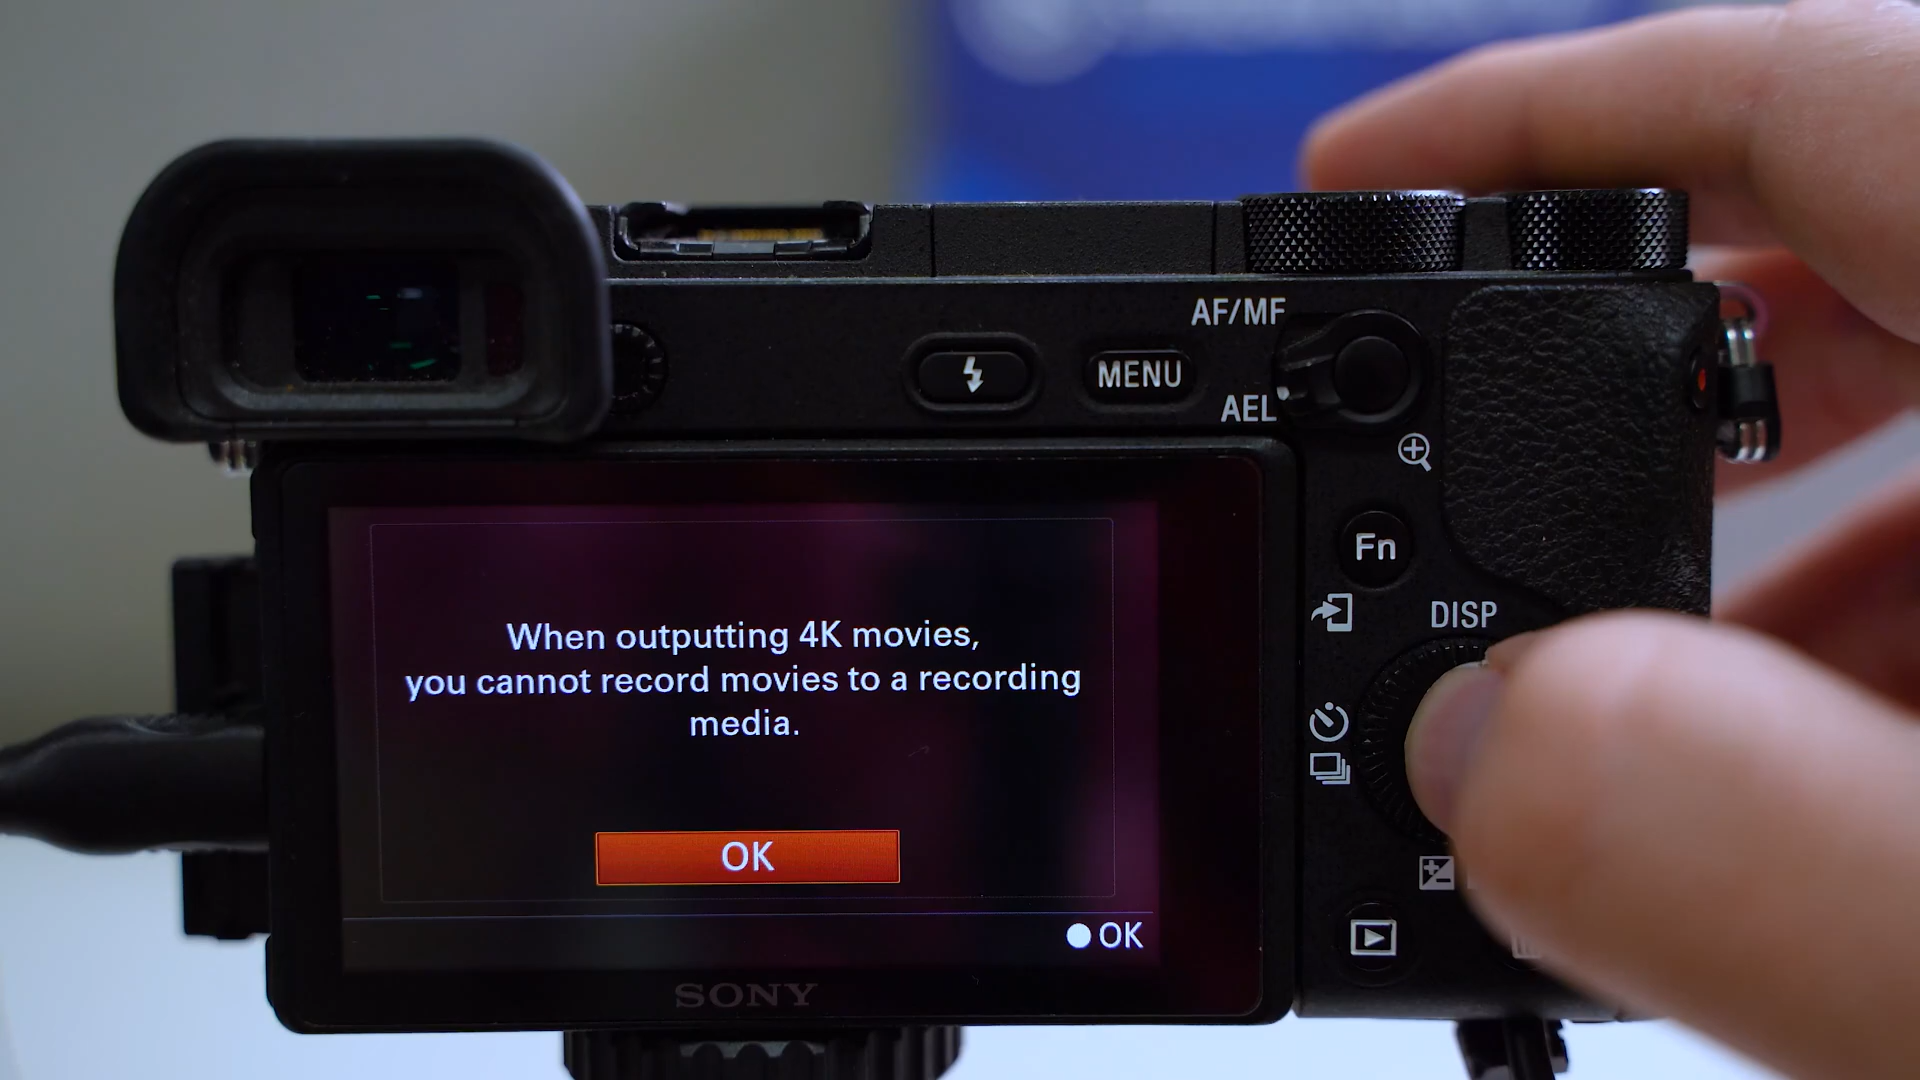 AF/MF
MENU
AEL
Fn
DISP
When outputting 4K movies,
you cannot record movies to a recording
media.
OK
OK
SONY